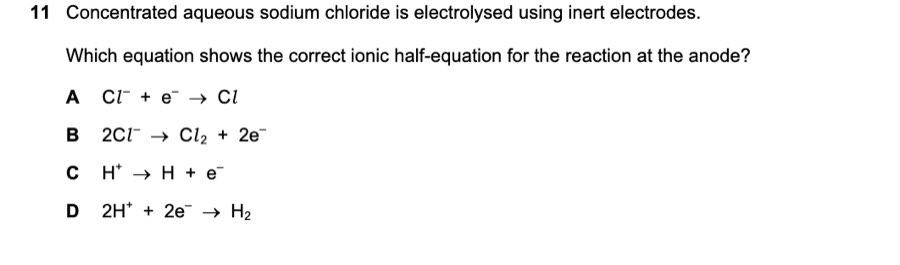 11 Concentrated aqueous sodium chloride is electrolysed using inert electrodes.
Which equation shows the correct ionic half-equation for the reaction at the anode?
A Cl⁻ + e⁻ → Cl
B 2Cl⁻ → Cl₂ + 2e⁻
C H⁺ → H + e⁻
D 2H⁺ + 2e⁻ → H₂